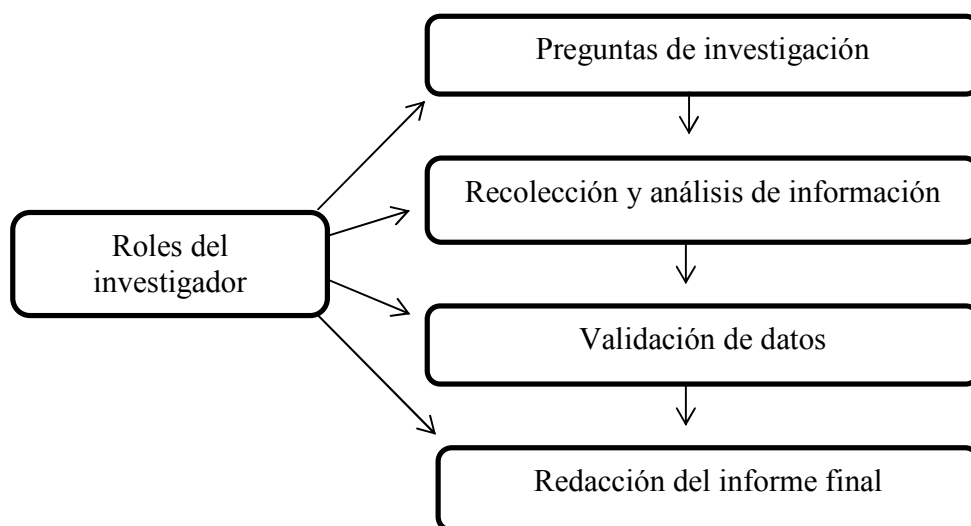 Preguntas de investigación
Recolección y análisis de información
Roles del
investigador
Validación de datos
Redacción del informe final